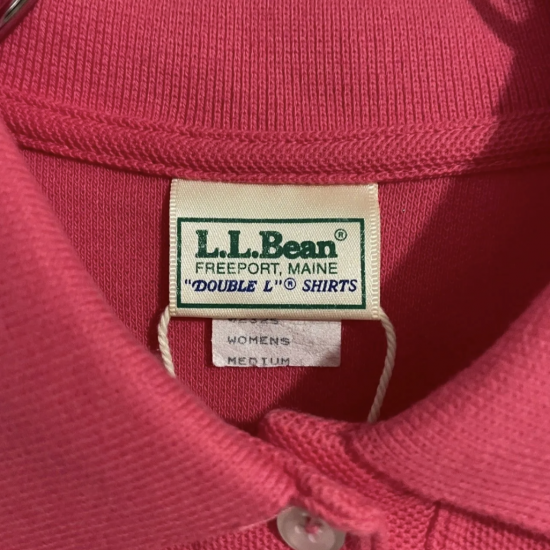 L.L.Bean®
FREEPORT, MAINE
"DOUBLE L"® SHIRTS
WOMENS
MEDIUM